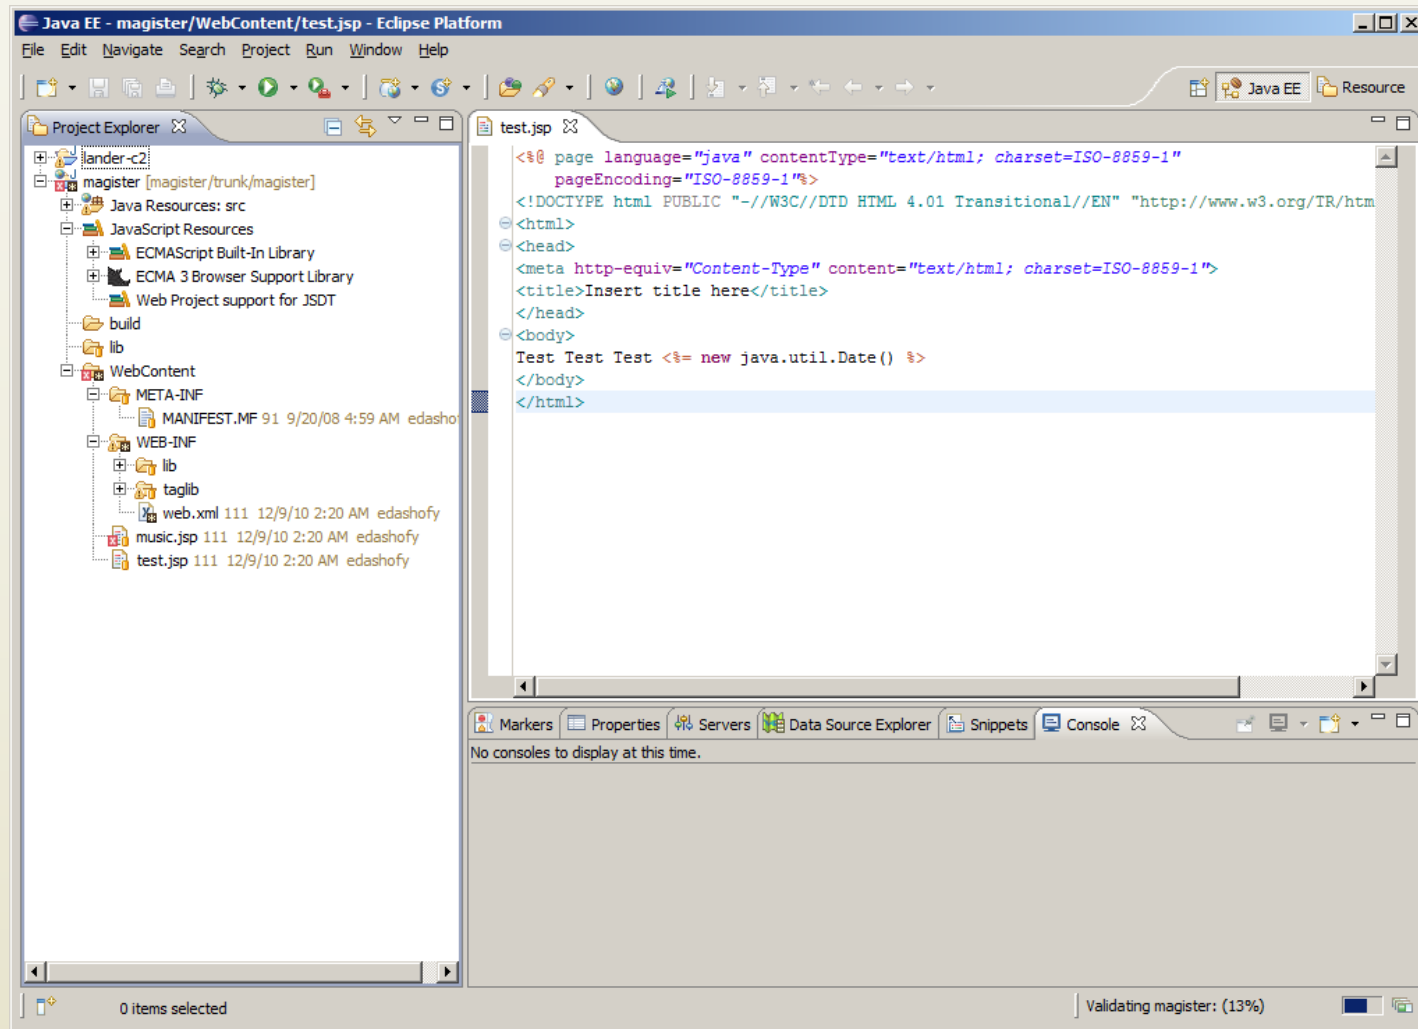 Java EE - magister/WebContent/test.jsp - Eclipse Platform
File Edit Navigate Search Project Run Window Help
Java EE Resource
Project Explorer
lander-c2
magister [magister/trunk/magister]
Java Resources: src
JavaScript Resources
ECMAScript Built-In Library
ECMA 3 Browser Support Library
Web Project support for JSDT
build
lib
WebContent
META-INF
MANIFEST.MF 91 9/20/08 4:59 AM edashof
WEB-INF
lib
taglib
web.xml 111 12/9/10 2:20 AM edashofy
music.jsp 111 12/9/10 2:20 AM edashofy
test.jsp 111 12/9/10 2:20 AM edashofy
test.jsp
<%@ page language="java" contentType="text/html; charset=ISO-8859-1"
pageEncoding="ISO-8859-1"%>
<!DOCTYPE html PUBLIC "-//W3C//DTD HTML 4.01 Transitional//EN" "http://www.w3.org/TR/htm
<html>
<head>
<meta http-equiv="Content-Type" content="text/html; charset=ISO-8859-1">
<title>Insert title here</title>
</head>
<body>
Test Test Test <%= new java.util.Date() %>
</body>
</html>
Markers Properties Servers Data Source Explorer Snippets Console
No consoles to display at this time.
0 items selected
Validating magister: (13%)